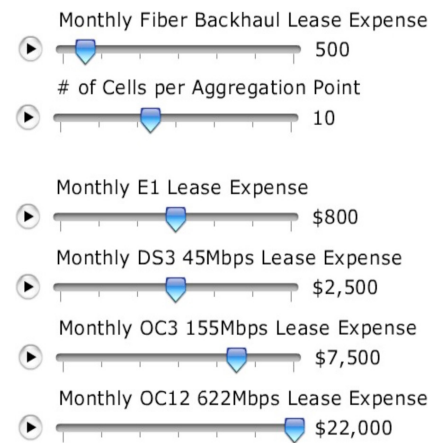 Monthly Fiber Backhaul Lease Expense
500
# of Cells per Aggregation Point
10
Monthly E1 Lease Expense
$800
Monthly DS3 45Mbps Lease Expense
$2,500
Monthly OC3 155Mbps Lease Expense
$7,500
Monthly OC12 622Mbps Lease Expense
$22,000